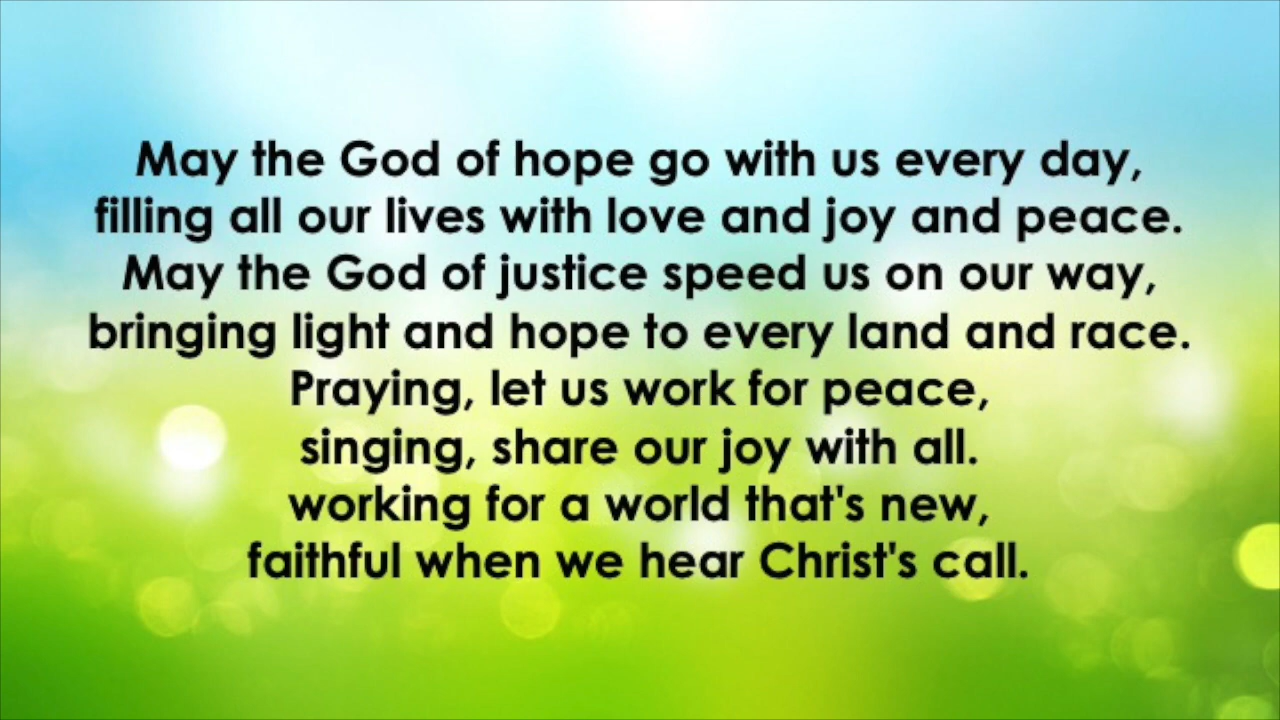 May the God of hope go with us every day,
filling all our lives with love and joy and peace.
May the God of justice speed us on our way,
bringing light and hope to every land and race.
Praying, let us work for peace,
singing, share our joy with all.
working for a world that's new,
faithful when we hear Christ's call.